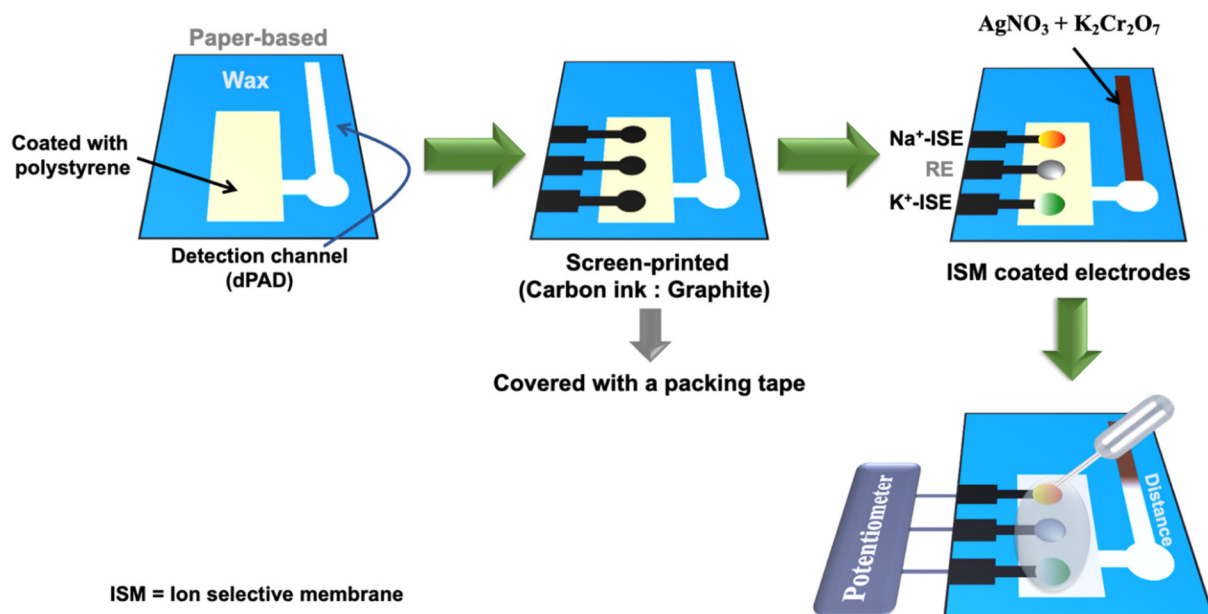 Paper-based
Wax
Coated with
polystyrene
Detection channel
(dPAD)
Screen-printed
(Carbon ink : Graphite)
Covered with a packing tape
AgNO₃ + K₂Cr₂O₇
Na⁺-ISE
RE
K⁺-ISE
ISM coated electrodes
Potentiometer
Distance
ISM = Ion selective membrane